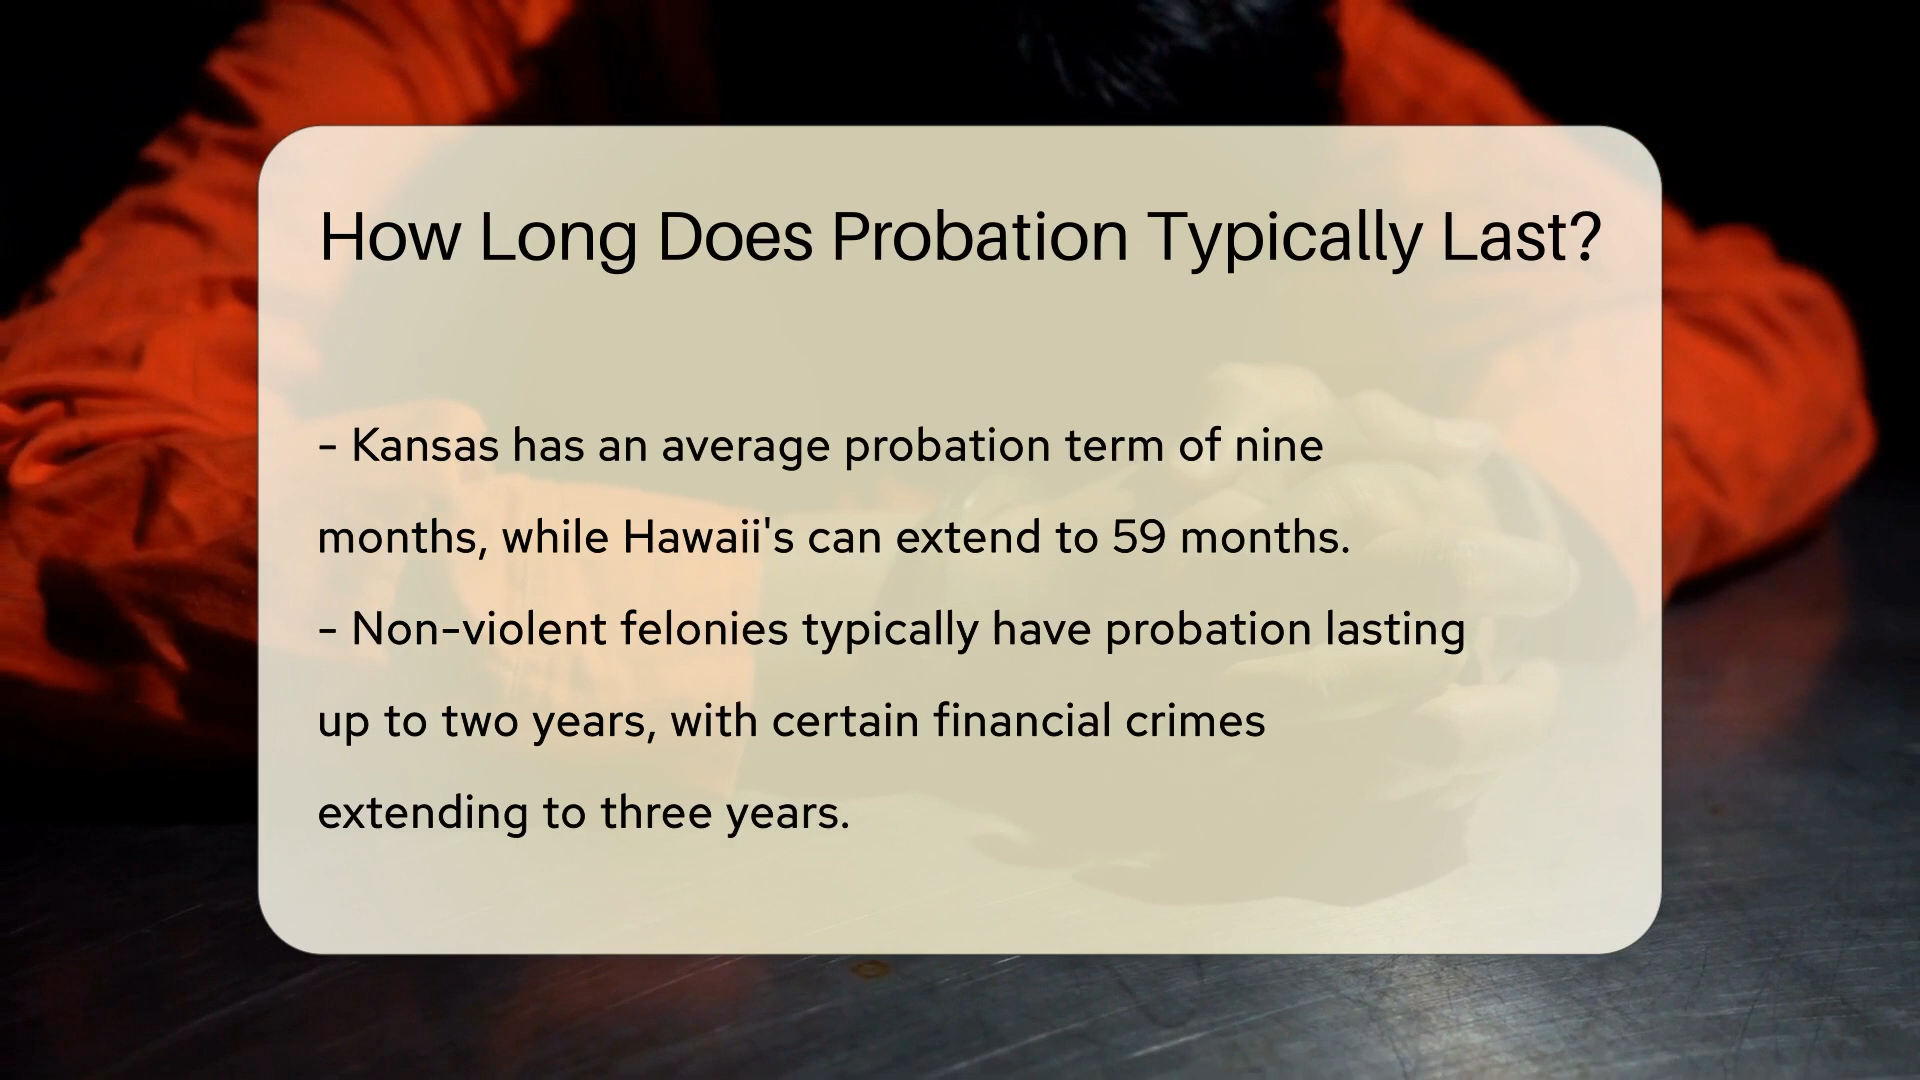 How Long Does Probation Typically Last?
- Kansas has an average probation term of nine
months, while Hawaii's can extend to 59 months.
- Non-violent felonies typically have probation lasting
up to two years, with certain financial crimes
extending to three years.